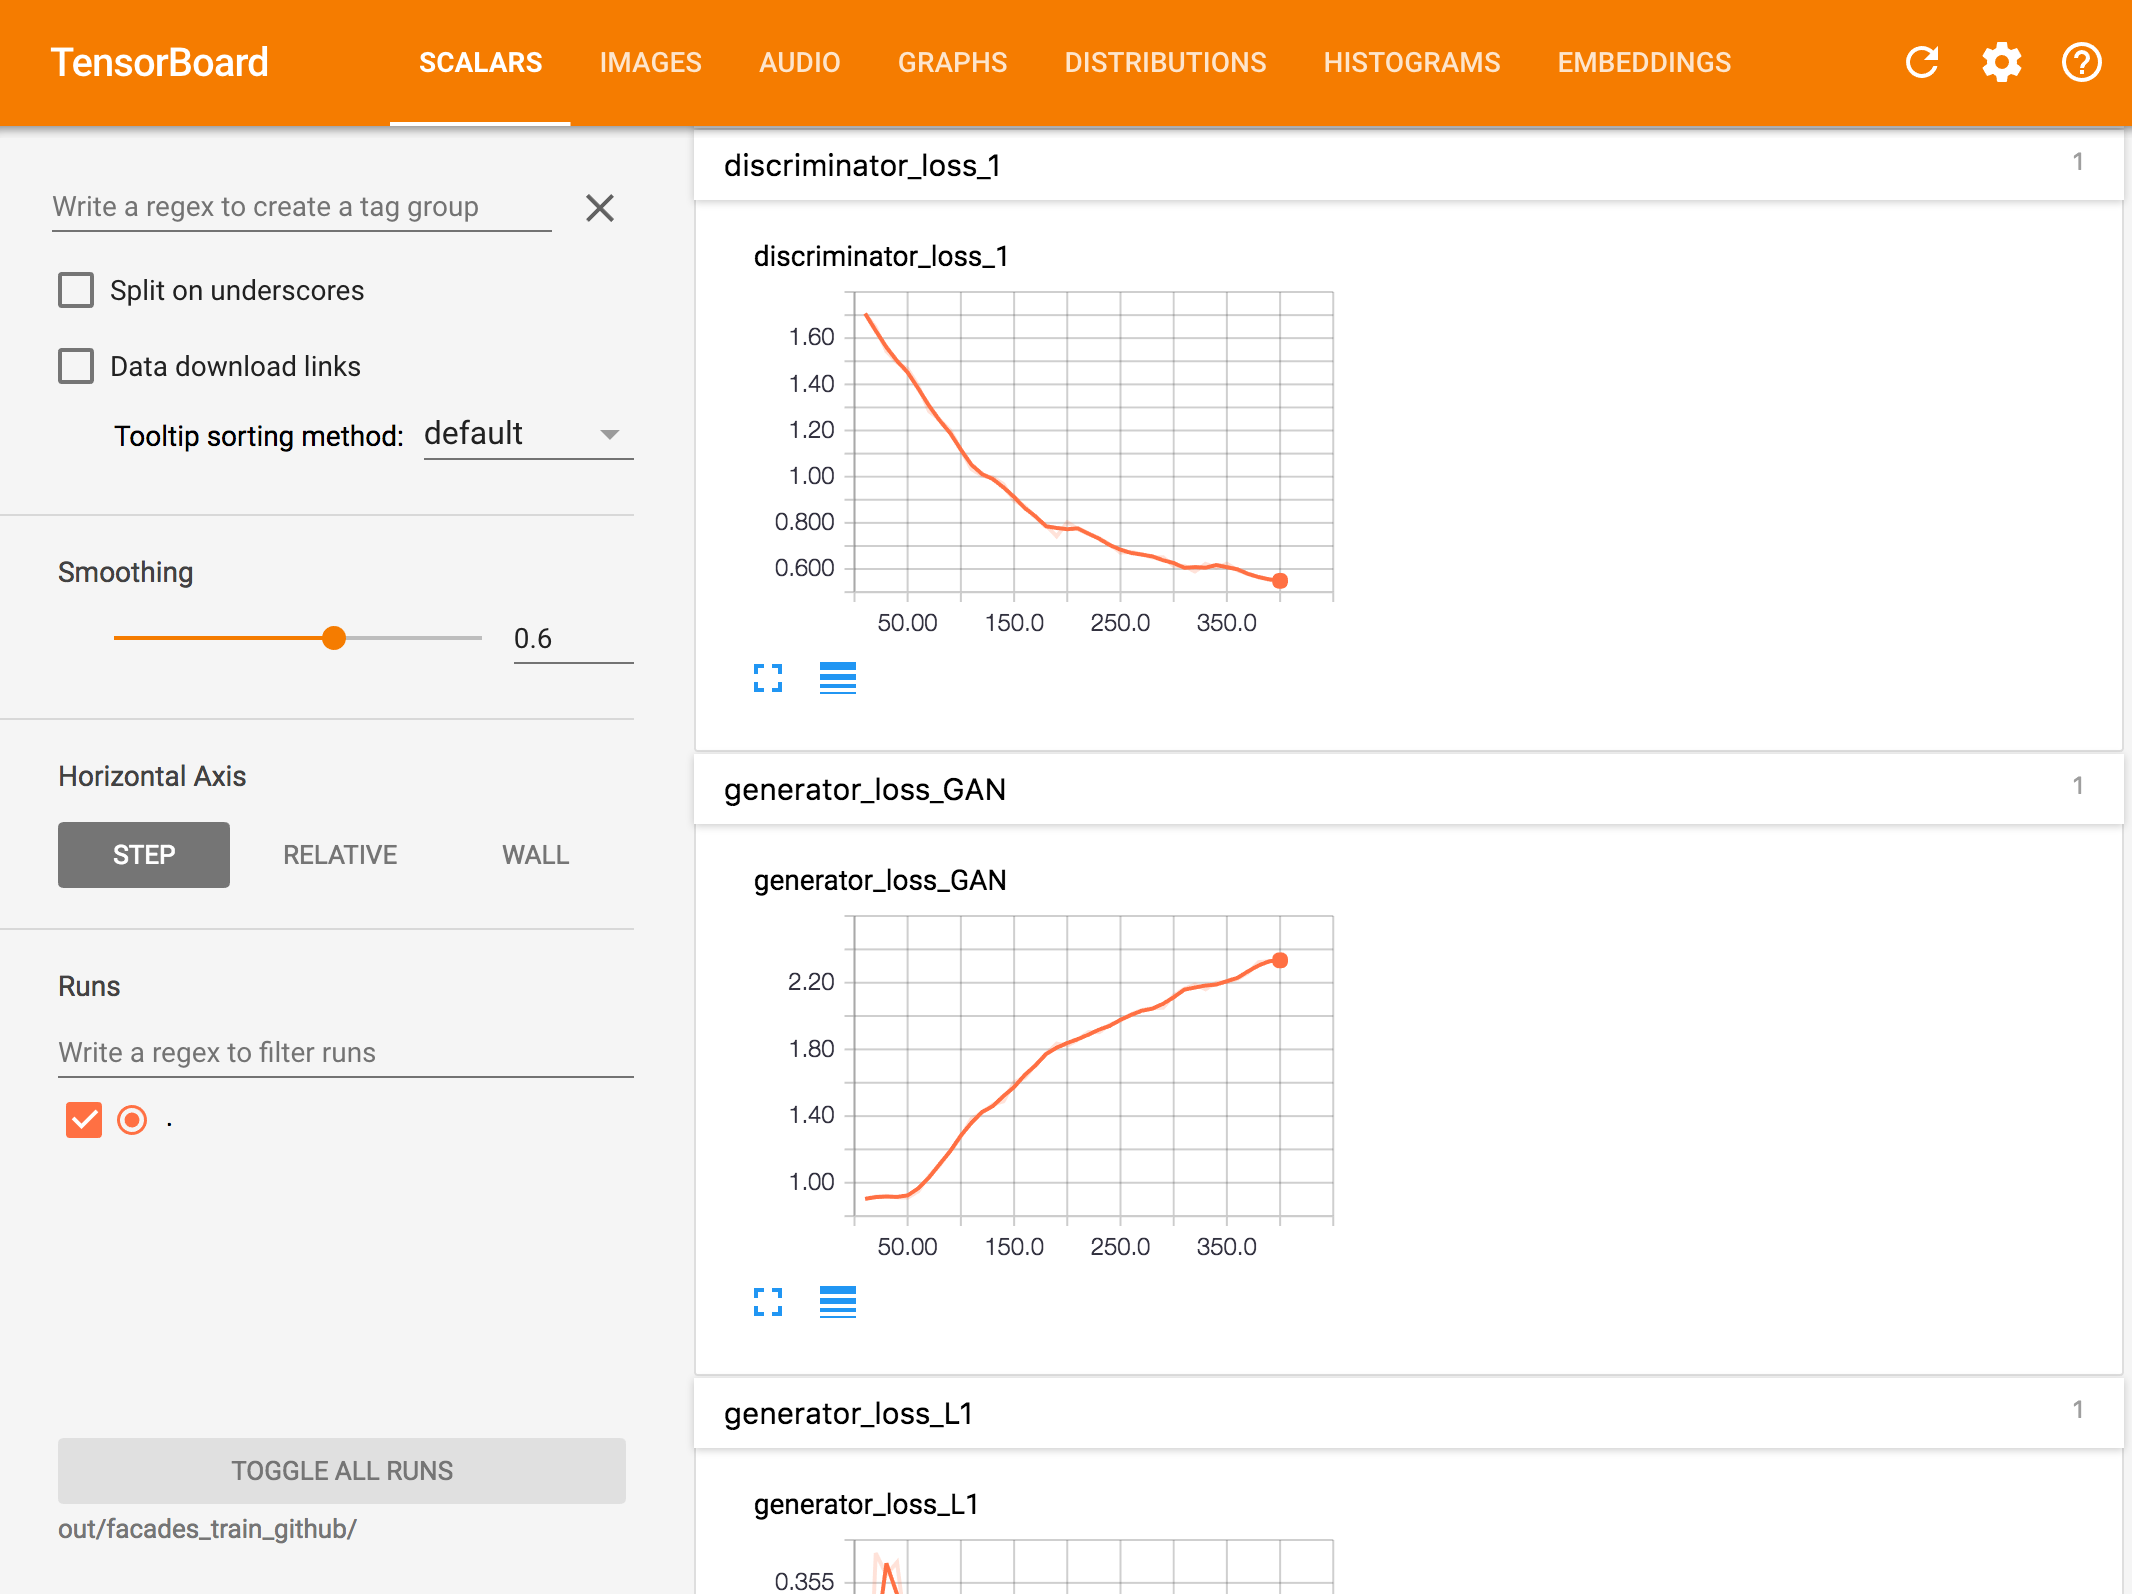 TensorBoard
SCALARS IMAGES AUDIO GRAPHS DISTRIBUTIONS HISTOGRAMS EMBEDDINGS
Write a regex to create a tag group
Split on underscores
Data download links
Tooltip sorting method: default
Smoothing
0.6
Horizontal Axis
STEP RELATIVE WALL
Runs
Write a regex to filter runs
.
TOGGLE ALL RUNS
out/facades_train_github/
discriminator_loss_1 1
discriminator_loss_1
1.60
1.40
1.20
1.00
0.800
0.600
50.00 150.0 250.0 350.0
generator_loss_GAN 1
generator_loss_GAN
2.20
1.80
1.40
1.00
50.00 150.0 250.0 350.0
generator_loss_L1 1
generator_loss_L1
0.355